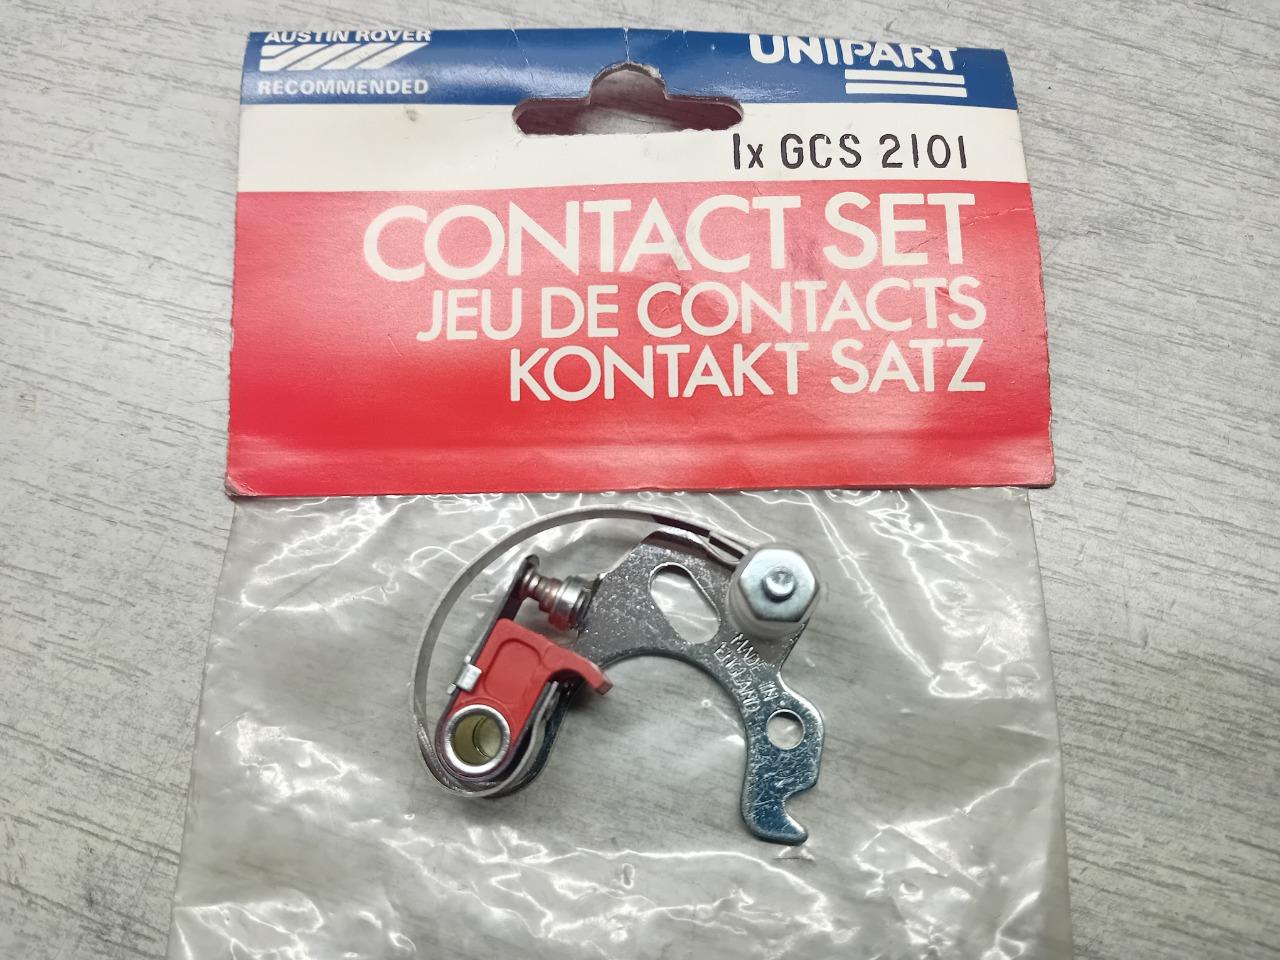 AUSTIN ROVER
RECOMMENDED
UNIPART
1x GCS 2101
CONTACT SET
JEU DE CONTACTS
KONTAKT SATZ
MADE IN
ENGLAND